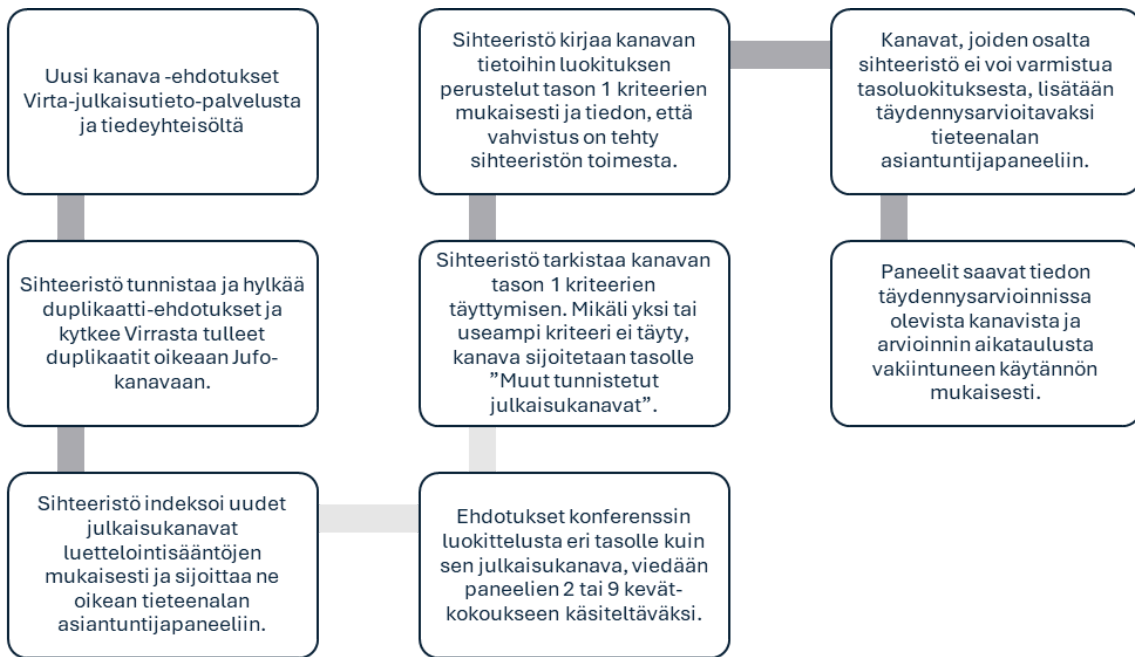 Uusi kanava -ehdotukset
Virta-julkaisutieto-palvelusta
ja tiedeyhteisöltä
Sihteeristö tunnistaa ja hylkää
duplikaatti-ehdotukset ja
kytkee Virrasta tulleet
duplikaatit oikeaan Jufo-
kanavaan.
Sihteeristö indeksoi uudet
julkaisukanavat
luettelointisääntöjen
mukaisesti ja sijoittaa ne
oikean tieteenalan
asiantuntijapaneeliin.
Ehdotukset konferenssin
luokittelusta eri tasolle kuin
sen julkaisukanava, viedään
paneelien 2 tai 9 kevät-
kokoukseen käsiteltäväksi.
Sihteeristö tarkistaa kanavan
tason 1 kriteerien
täyttymisen. Mikäli yksi tai
useampi kriteeri ei täyty,
kanava sijoitetaan tasolle
”Muut tunnistetut
julkaisukanavat”.
Sihteeristö kirjaa kanavan
tietoihin luokituksen
perustelut tason 1 kriteerien
mukaisesti ja tiedon, että
vahvistus on tehty
sihteeristön toimesta.
Kanavat, joiden osalta
sihteeristö ei voi varmistua
tasoluokituksesta, lisätään
täydennysarvioitavaksi
tieteenalan
asiantuntijapaneeliin.
Paneelit saavat tiedon
täydennysarvioinnissa
olevista kanavista ja
arvioinnin aikataulusta
vakiintuneen käytännön
mukaisesti.